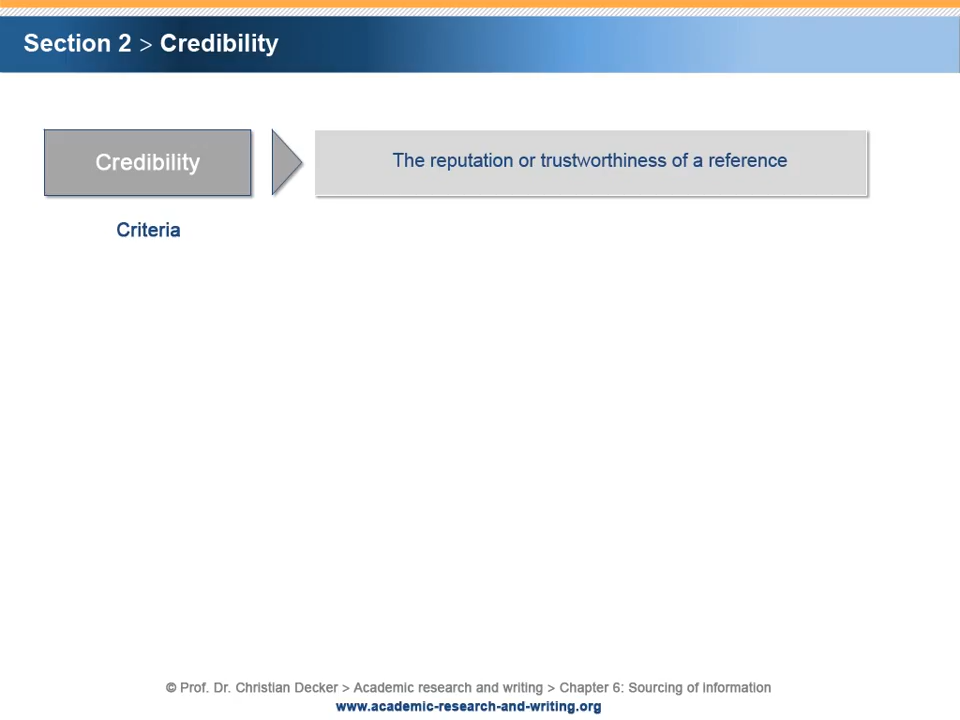 Section 2 > Credibility
Credibility
The reputation or trustworthiness of a reference
Criteria
© Prof. Dr. Christian Decker > Academic research and writing > Chapter 6: Sourcing of information
www.academic-research-and-writing.org